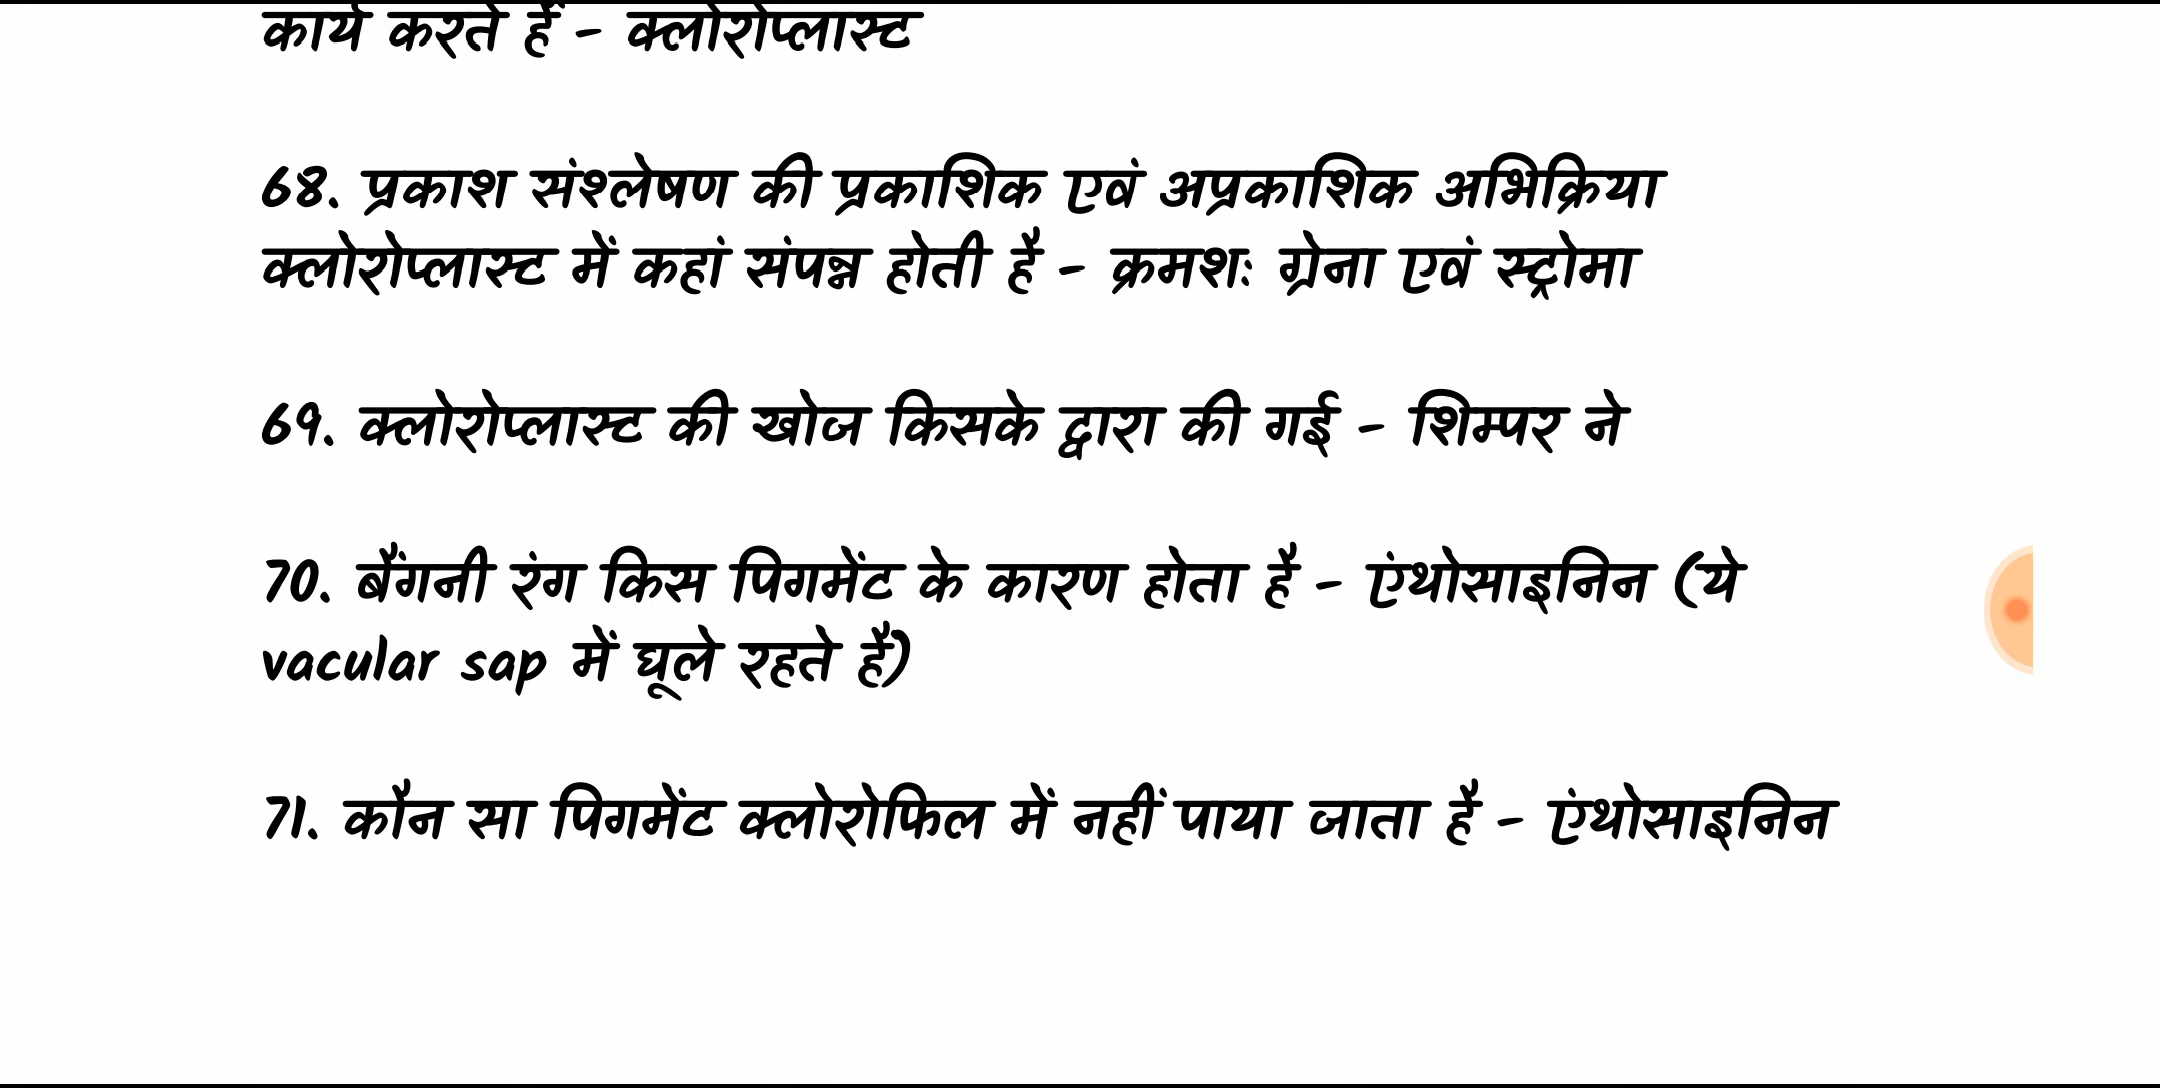 कार्य करते हैं - क्लोरोप्लास्ट
68. प्रकाश संश्लेषण की प्रकाशिक एवं अप्रकाशिक अभिक्रिया
क्लोरोप्लास्ट में कहां संपन्न होती है - क्रमशः ग्रेना एवं स्ट्रोमा
69. क्लोरोप्लास्ट की खोज किसके द्वारा की गई - शिम्पर ने
70. बैंगनी रंग किस पिगमेंट के कारण होता है - एंथोसाइनिन (ये
vacular sap में घूले रहते हैं)
71. कौन सा पिगमेंट क्लोरोफिल में नहीं पाया जाता है - एंथोसाइनिन